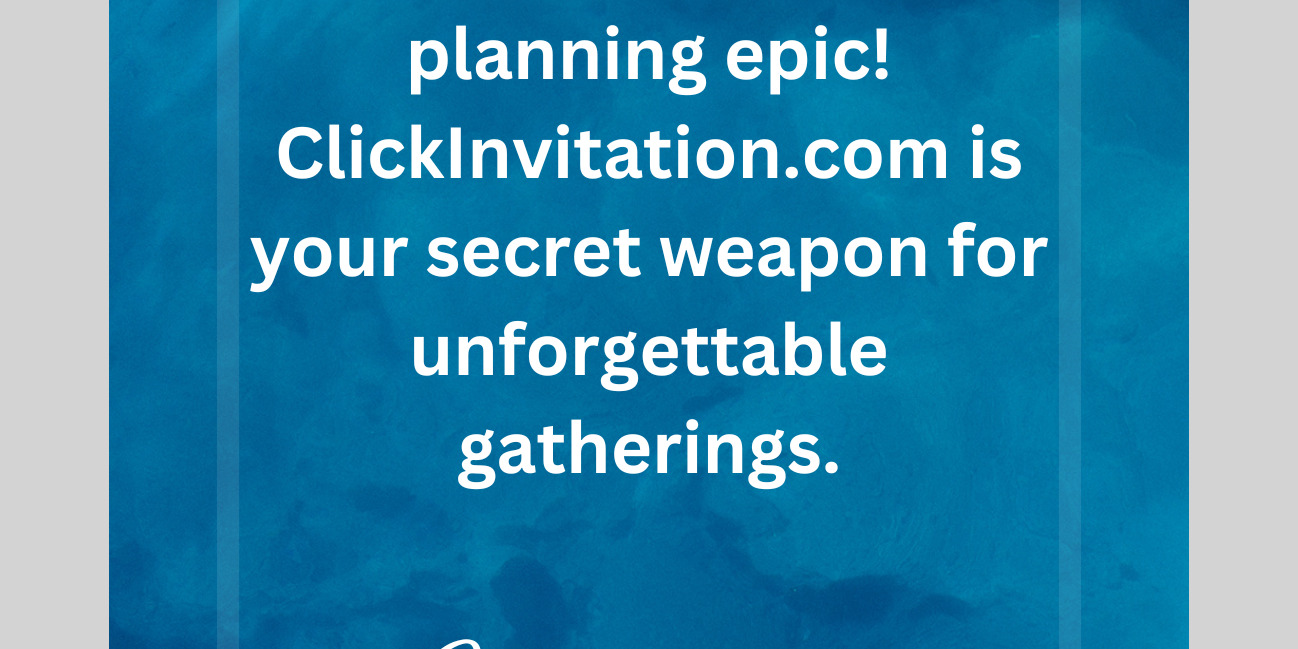 planning epic!
ClickInvitation.com is
your secret weapon for
unforgettable
gatherings.